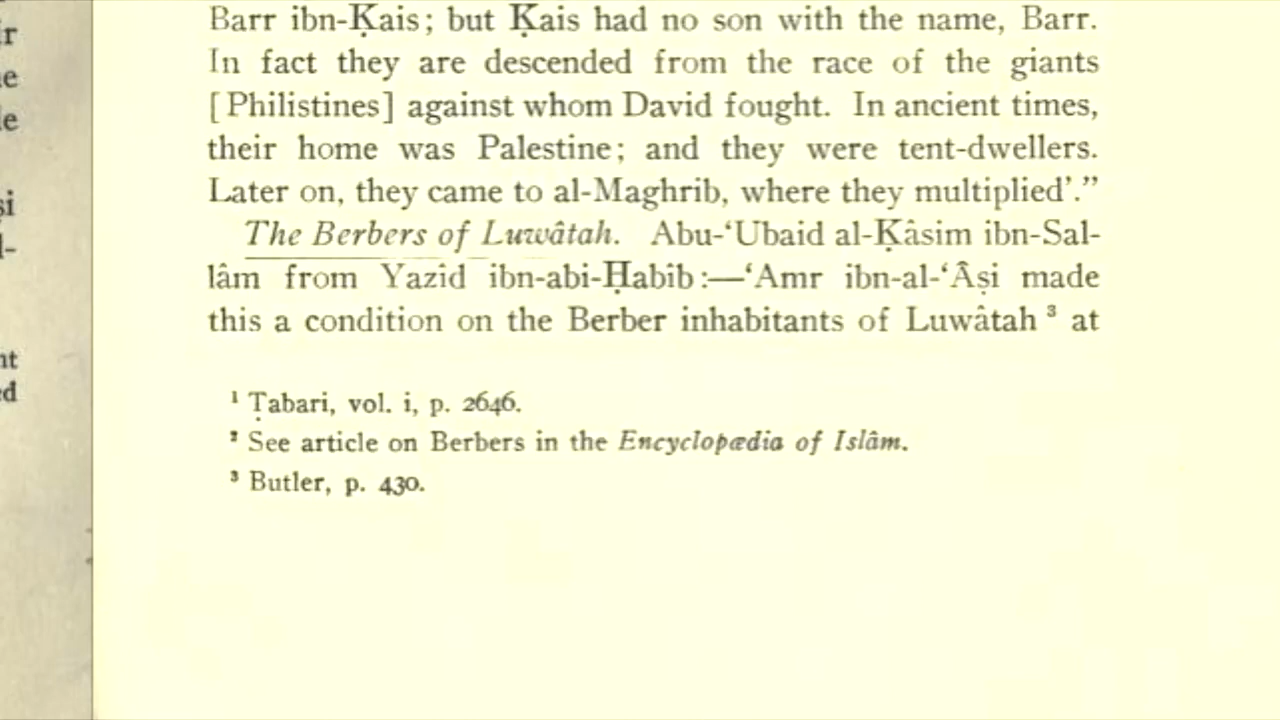 Barr ibn-Ḳais; but Ḳais had no son with the name, Barr.
In fact they are descended from the race of the giants
[Philistines] against whom David fought. In ancient times,
their home was Palestine; and they were tent-dwellers.
Later on, they came to al-Maghrib, where they multiplied’.”
The Berbers of Luwâtah. Abu-‘Ubaid al-Ḳâsim ibn-Sal-
lâm from Yazîd ibn-abi-Ḥabîb:—‘Amr ibn-al-‘Âṣi made
this a condition on the Berber inhabitants of Luwâtah ³ at
¹ Ṭabari, vol. i, p. 2646.
² See article on Berbers in the Encyclopædia of Islâm.
³ Butler, p. 430.